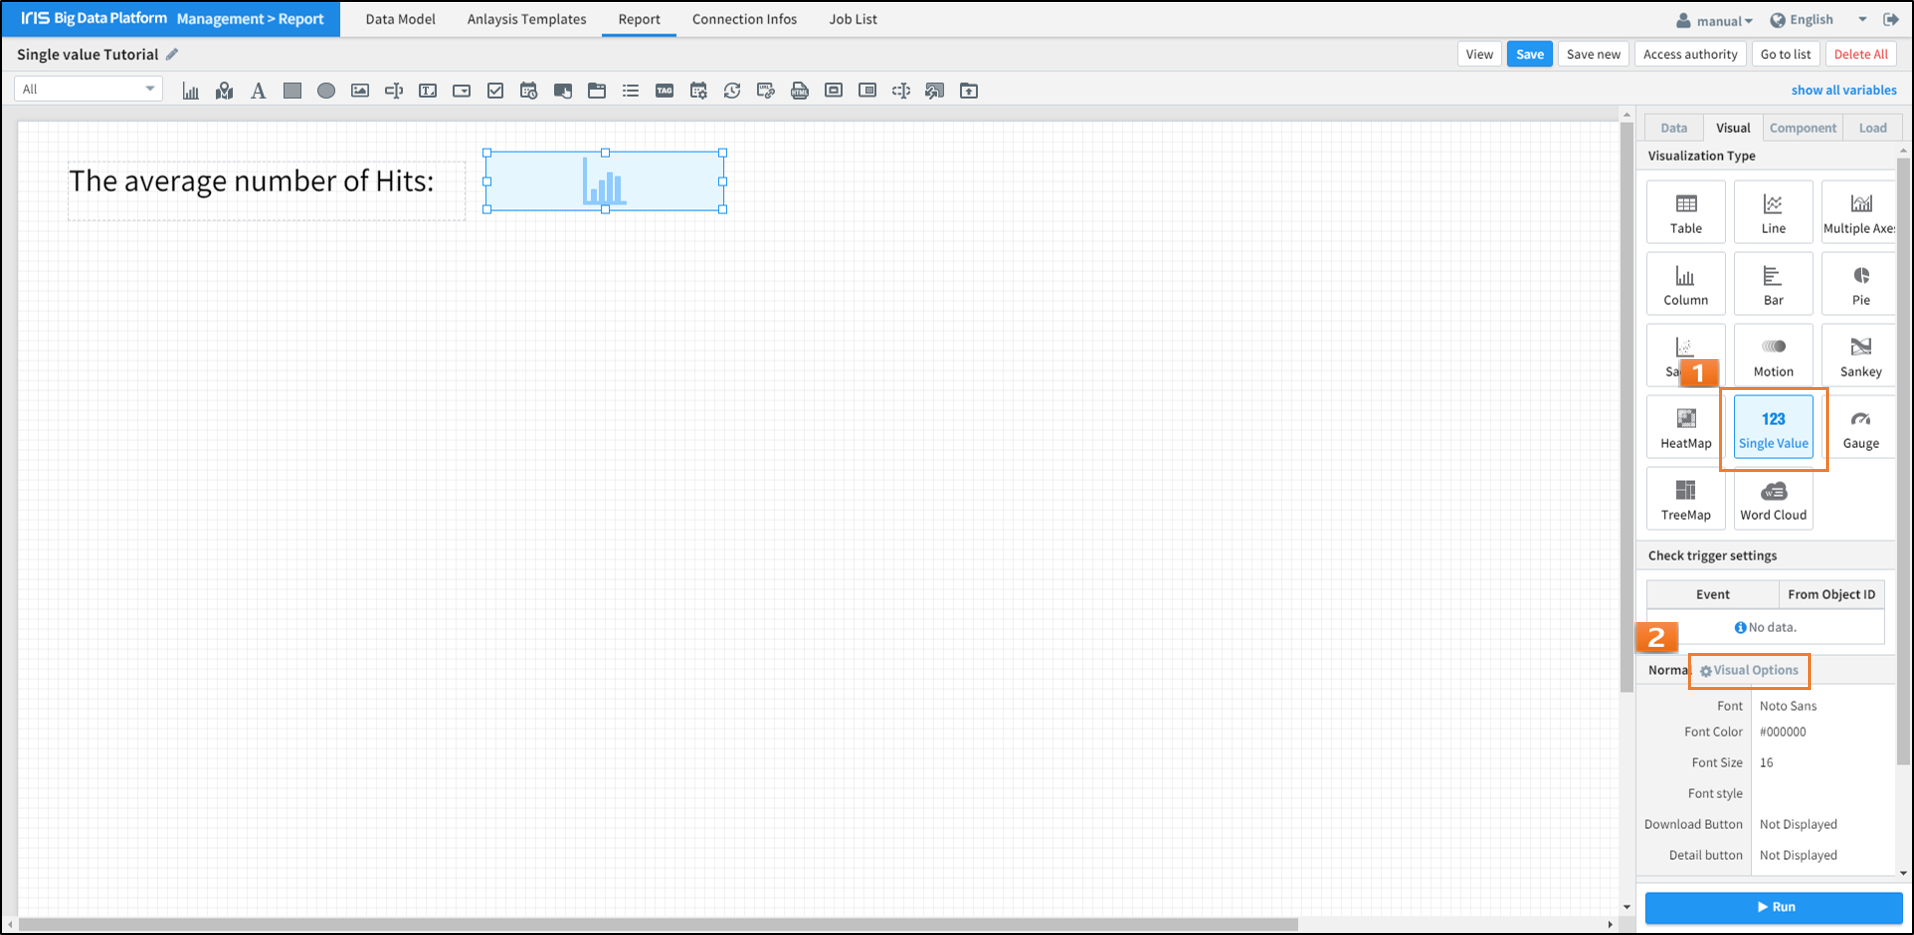 IRIS Big Data Platform Management > Report
Data Model
Anlaysis Templates
Report
Connection Infos
Job List
manual
English
Single value Tutorial
View
Save
Save new
Access authority
Go to list
Delete All
All
A
T
TAG
HTML
show all variables
The average number of Hits:
Data
Visual
Component
Load
Visualization Type
Table
Line
Multiple Axes
Column
Bar
Pie
1
Motion
Sankey
HeatMap
123
Single Value
Gauge
TreeMap
W
Word Cloud
Check trigger settings
Event
From Object ID
No data.
2
Norma
Visual Options
Font
Noto Sans
Font Color
#000000
Font Size
16
Font style
Download Button
Not Displayed
Detail button
Not Displayed
Run